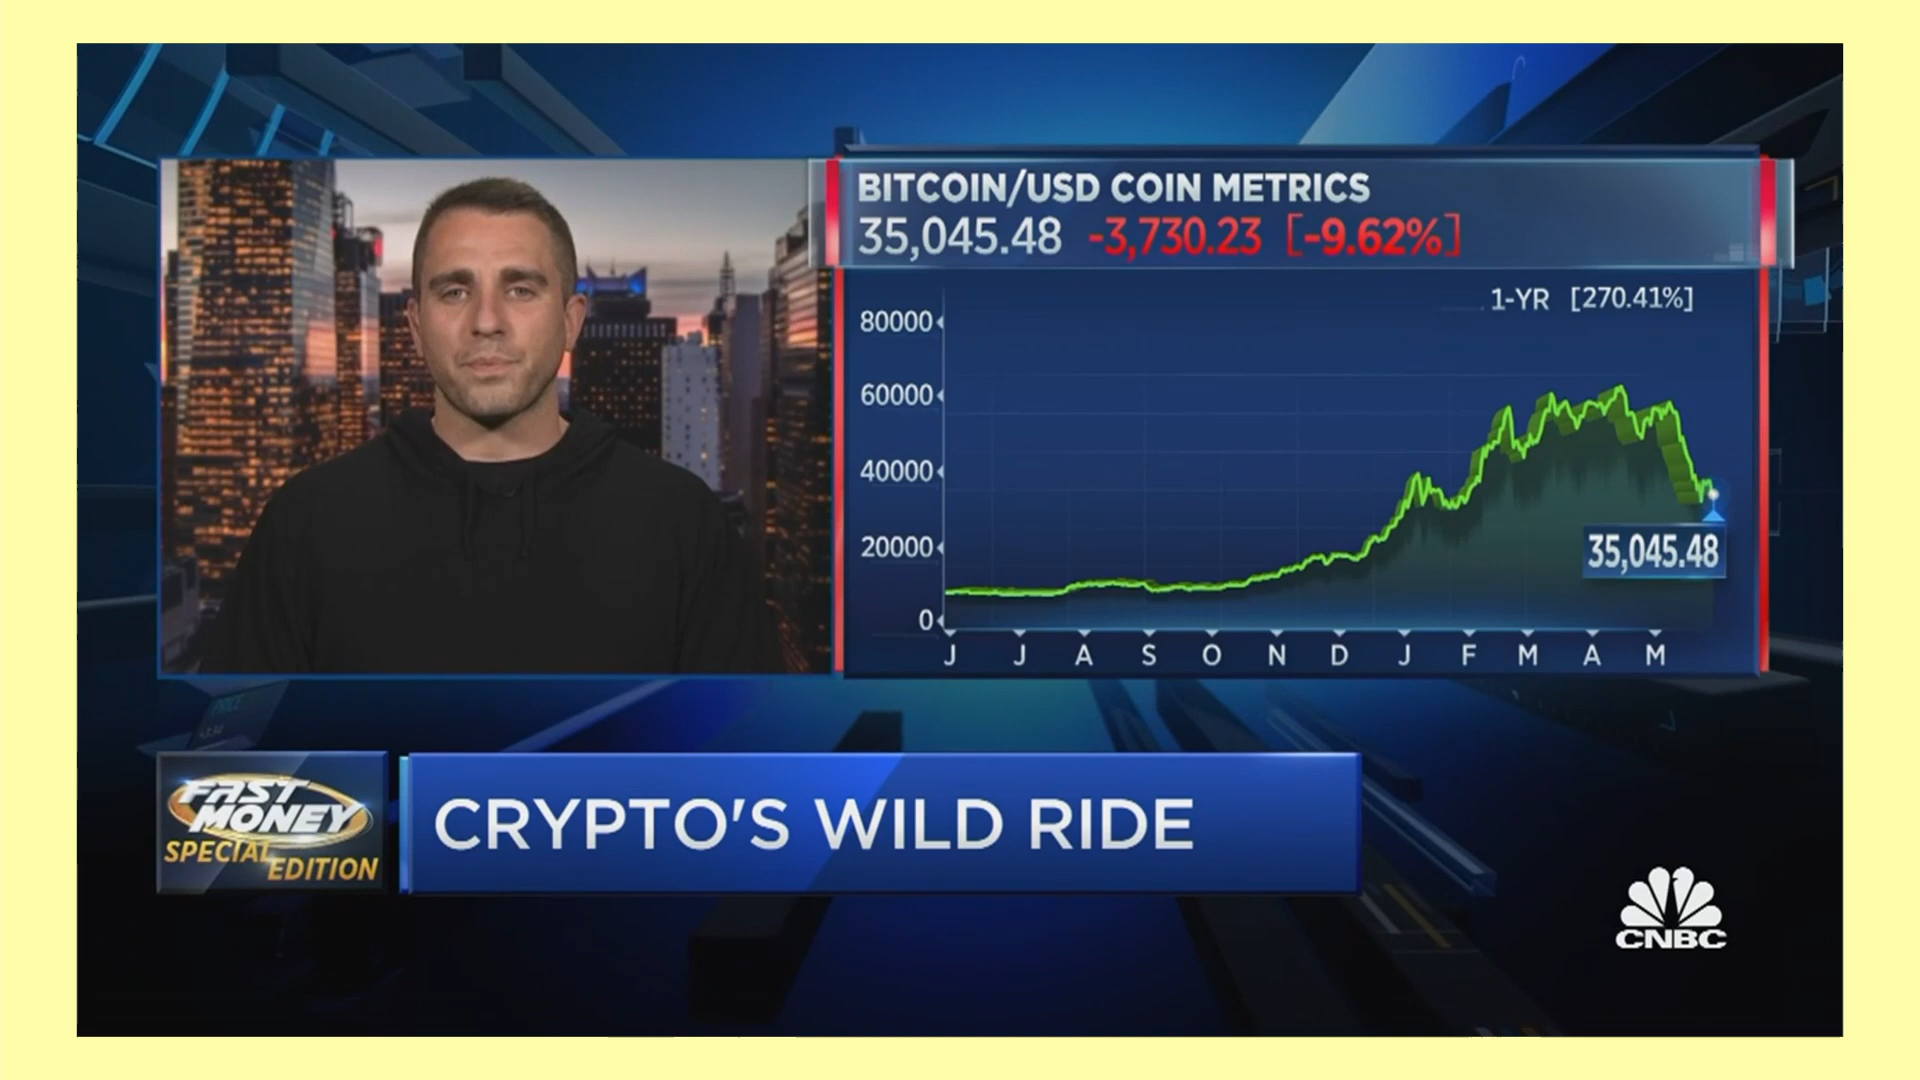 BITCOIN/USD COIN METRICS
35,045.48 -3,730.23 [-9.62%]
1-YR [270.41%]
80000
60000
40000
20000
0
35,045.48
J J A S O N D J F M A M
FAST
MONEY
SPECIAL
EDITION
CRYPTO'S WILD RIDE
CNBC